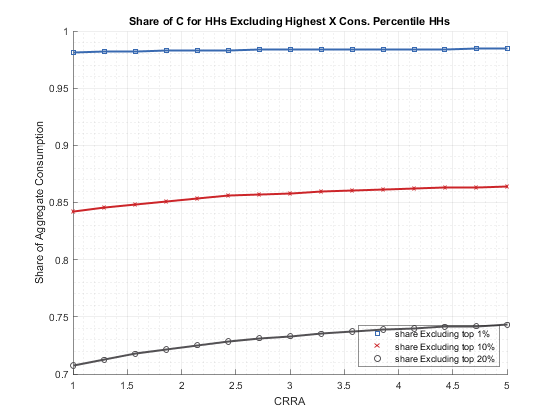 Share of C for HHs Excluding Highest X Cons. Percentile HHs
1
0.95
0.9
0.85
0.8
0.75
0.7
Share of Aggregate Consumption
share Excluding top 1%
share Excluding top 10%
share Excluding top 20%
1 1.5 2 2.5 3 3.5 4 4.5 5
CRRA